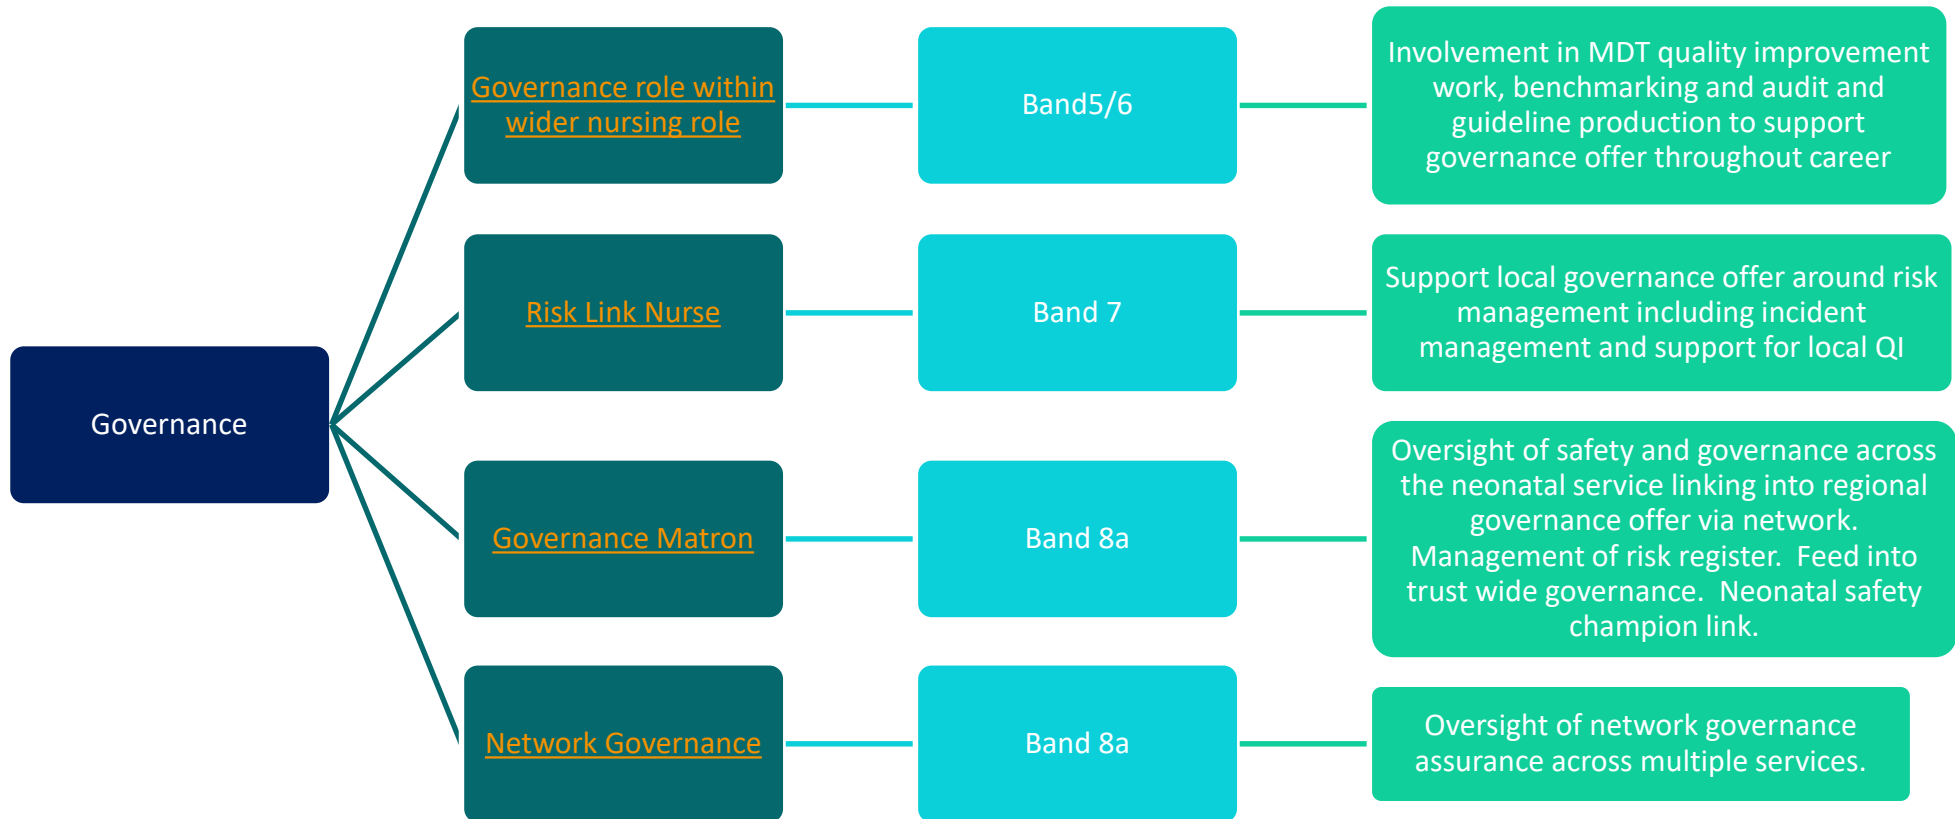 Governance
Governance role within
wider nursing role
Band5/6
Involvement in MDT quality improvement
work, benchmarking and audit and
guideline production to support
governance offer throughout career
Risk Link Nurse
Band 7
Support local governance offer around risk
management including incident
management and support for local QI
Governance Matron
Band 8a
Oversight of safety and governance across
the neonatal service linking into regional
governance offer via network.
Management of risk register.  Feed into
trust wide governance.  Neonatal safety
champion link.
Network Governance
Band 8a
Oversight of network governance
assurance across multiple services.